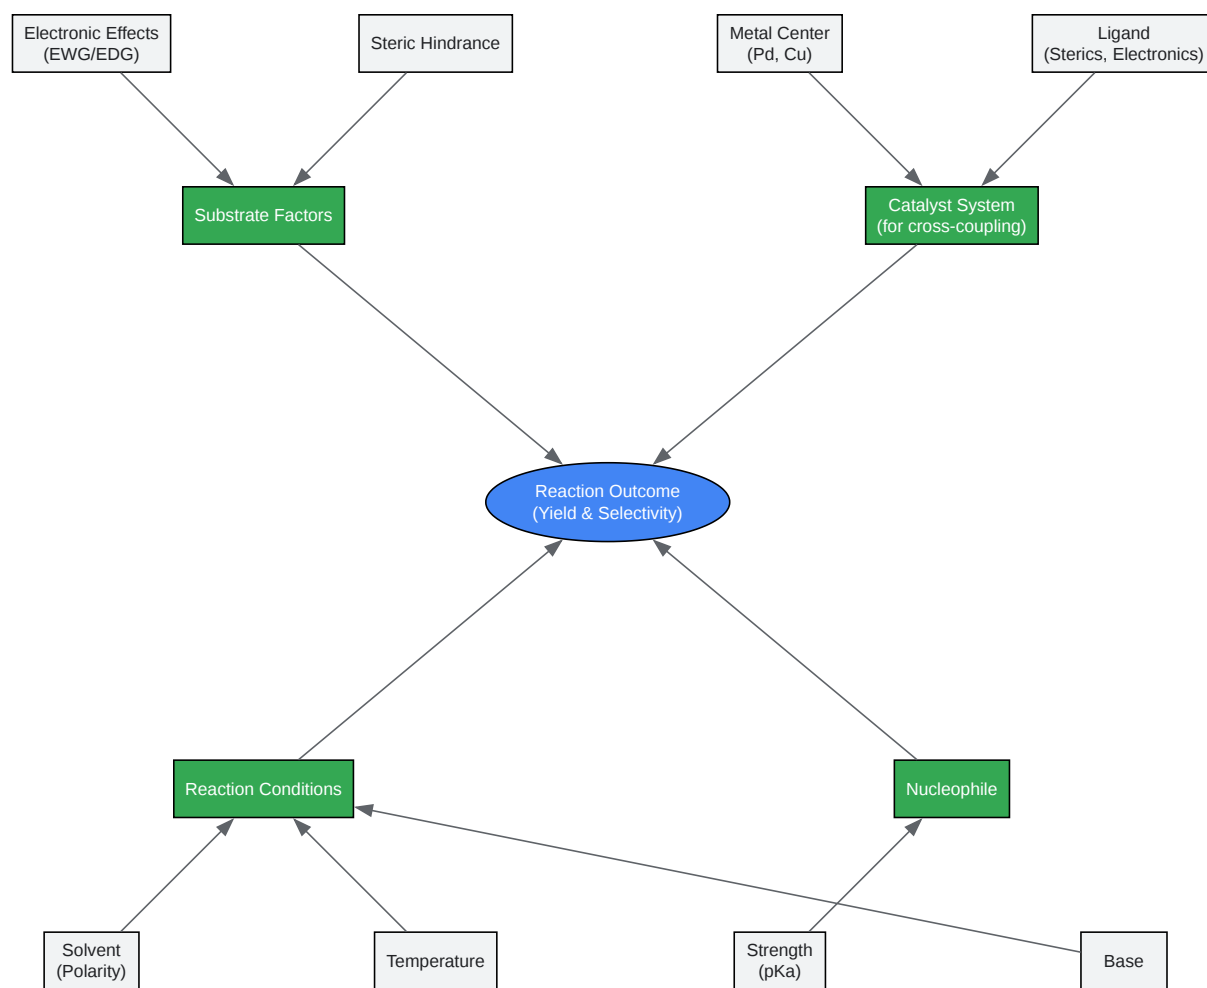 Electronic Effects
(EWG/EDG)
Steric Hindrance
Metal Center
(Pd, Cu)
Ligand
(Sterics, Electronics)
Substrate Factors
Catalyst System
(for cross-coupling)
Reaction Outcome
(Yield & Selectivity)
Reaction Conditions
Nucleophile
Solvent
(Polarity)
Temperature
Strength
(pKa)
Base